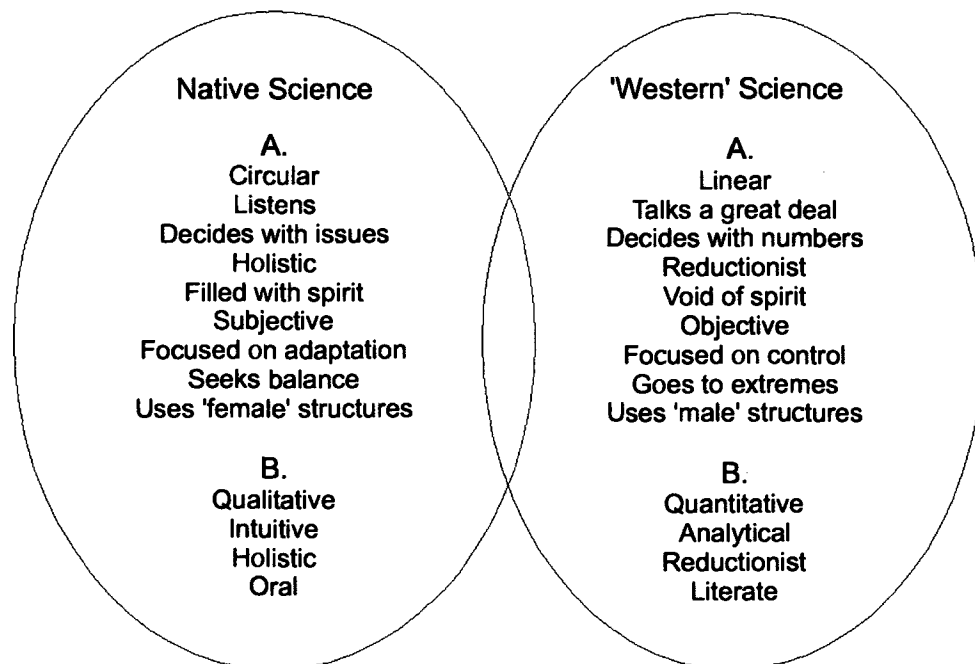 Native Science
A.
Circular
Listens
Decides with issues
Holistic
Filled with spirit
Subjective
Focused on adaptation
Seeks balance
Uses 'female' structures
B.
Qualitative
Intuitive
Holistic
Oral
'Western' Science
A.
Linear
Talks a great deal
Decides with numbers
Reductionist
Void of spirit
Objective
Focused on control
Goes to extremes
Uses 'male' structures
B.
Quantitative
Analytical
Reductionist
Literate